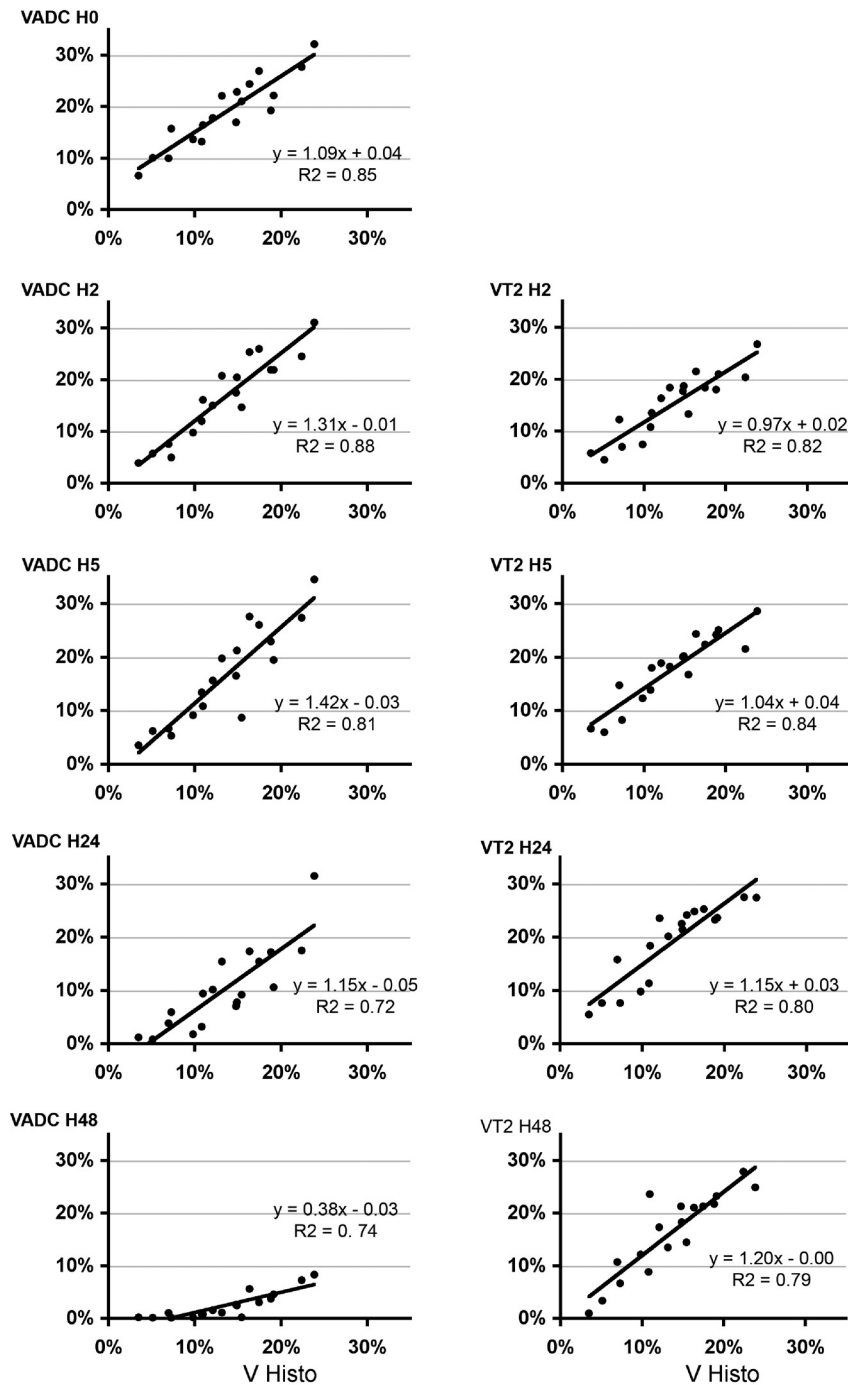 VADC H0
30%
20%
10%
0%
y = 1.09x + 0.04
R2 = 0.85
0% 10% 20% 30%
VADC H2
30%
20%
10%
0%
y = 1.31x - 0.01
R2 = 0.88
0% 10% 20% 30%
VT2 H2
30%
20%
10%
0%
y = 0.97x + 0.02
R2 = 0.82
0% 10% 20% 30%
VADC H5
30%
20%
10%
0%
y = 1.42x - 0.03
R2 = 0.81
0% 10% 20% 30%
VT2 H5
30%
20%
10%
0%
y= 1.04x + 0.04
R2 = 0.84
0% 10% 20% 30%
VADC H24
30%
20%
10%
0%
y = 1.15x - 0.05
R2 = 0.72
0% 10% 20% 30%
VT2 H24
30%
20%
10%
0%
y = 1.15x + 0.03
R2 = 0.80
0% 10% 20% 30%
VADC H48
30%
20%
10%
0%
y = 0.38x - 0.03
R2 = 0. 74
0% 10% 20% 30%
V Histo
VT2 H48
30%
20%
10%
0%
y = 1.20x - 0.00
R2 = 0.79
0% 10% 20% 30%
V Histo